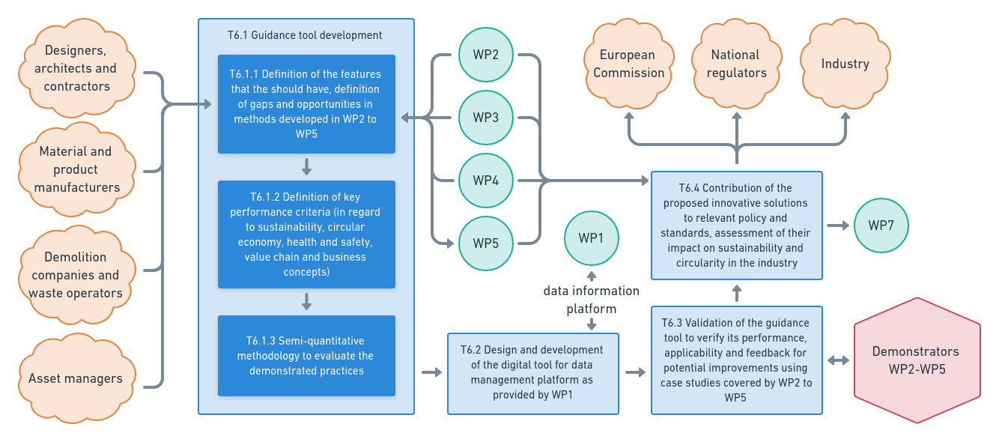 Designers,
architects and
contractors
Material and
product
manufacturers
Demolition
companies and
waste operators
Asset managers
T6.1 Guidance tool development
T6.1.1 Definition of the features
that the should have, definition
of gaps and opportunities in
methods developed in WP2 to
WP5
T6.1.2 Definition of key
performance criteria (in regard
to sustainability, circular
economy, health and safety,
value chain and business
concepts)
T6.1.3 Semi-quantitative
methodology to evaluate the
demonstrated practices
WP2
WP3
WP4
WP5
WP1
data information
platform
T6.2 Design and development
of the digital tool for data
management platform as
provided by WP1
European
Commission
National
regulators
Industry
T6.4 Contribution of the
proposed innovative solutions
to relevant policy and
standards, assessment of their
impact on sustainability and
circularity in the industry
WP7
T6.3 Validation of the guidance
tool to verify its performance,
applicability and feedback for
potential improvements using
case studies covered by WP2 to
WP5
Demonstrators
WP2-WP5